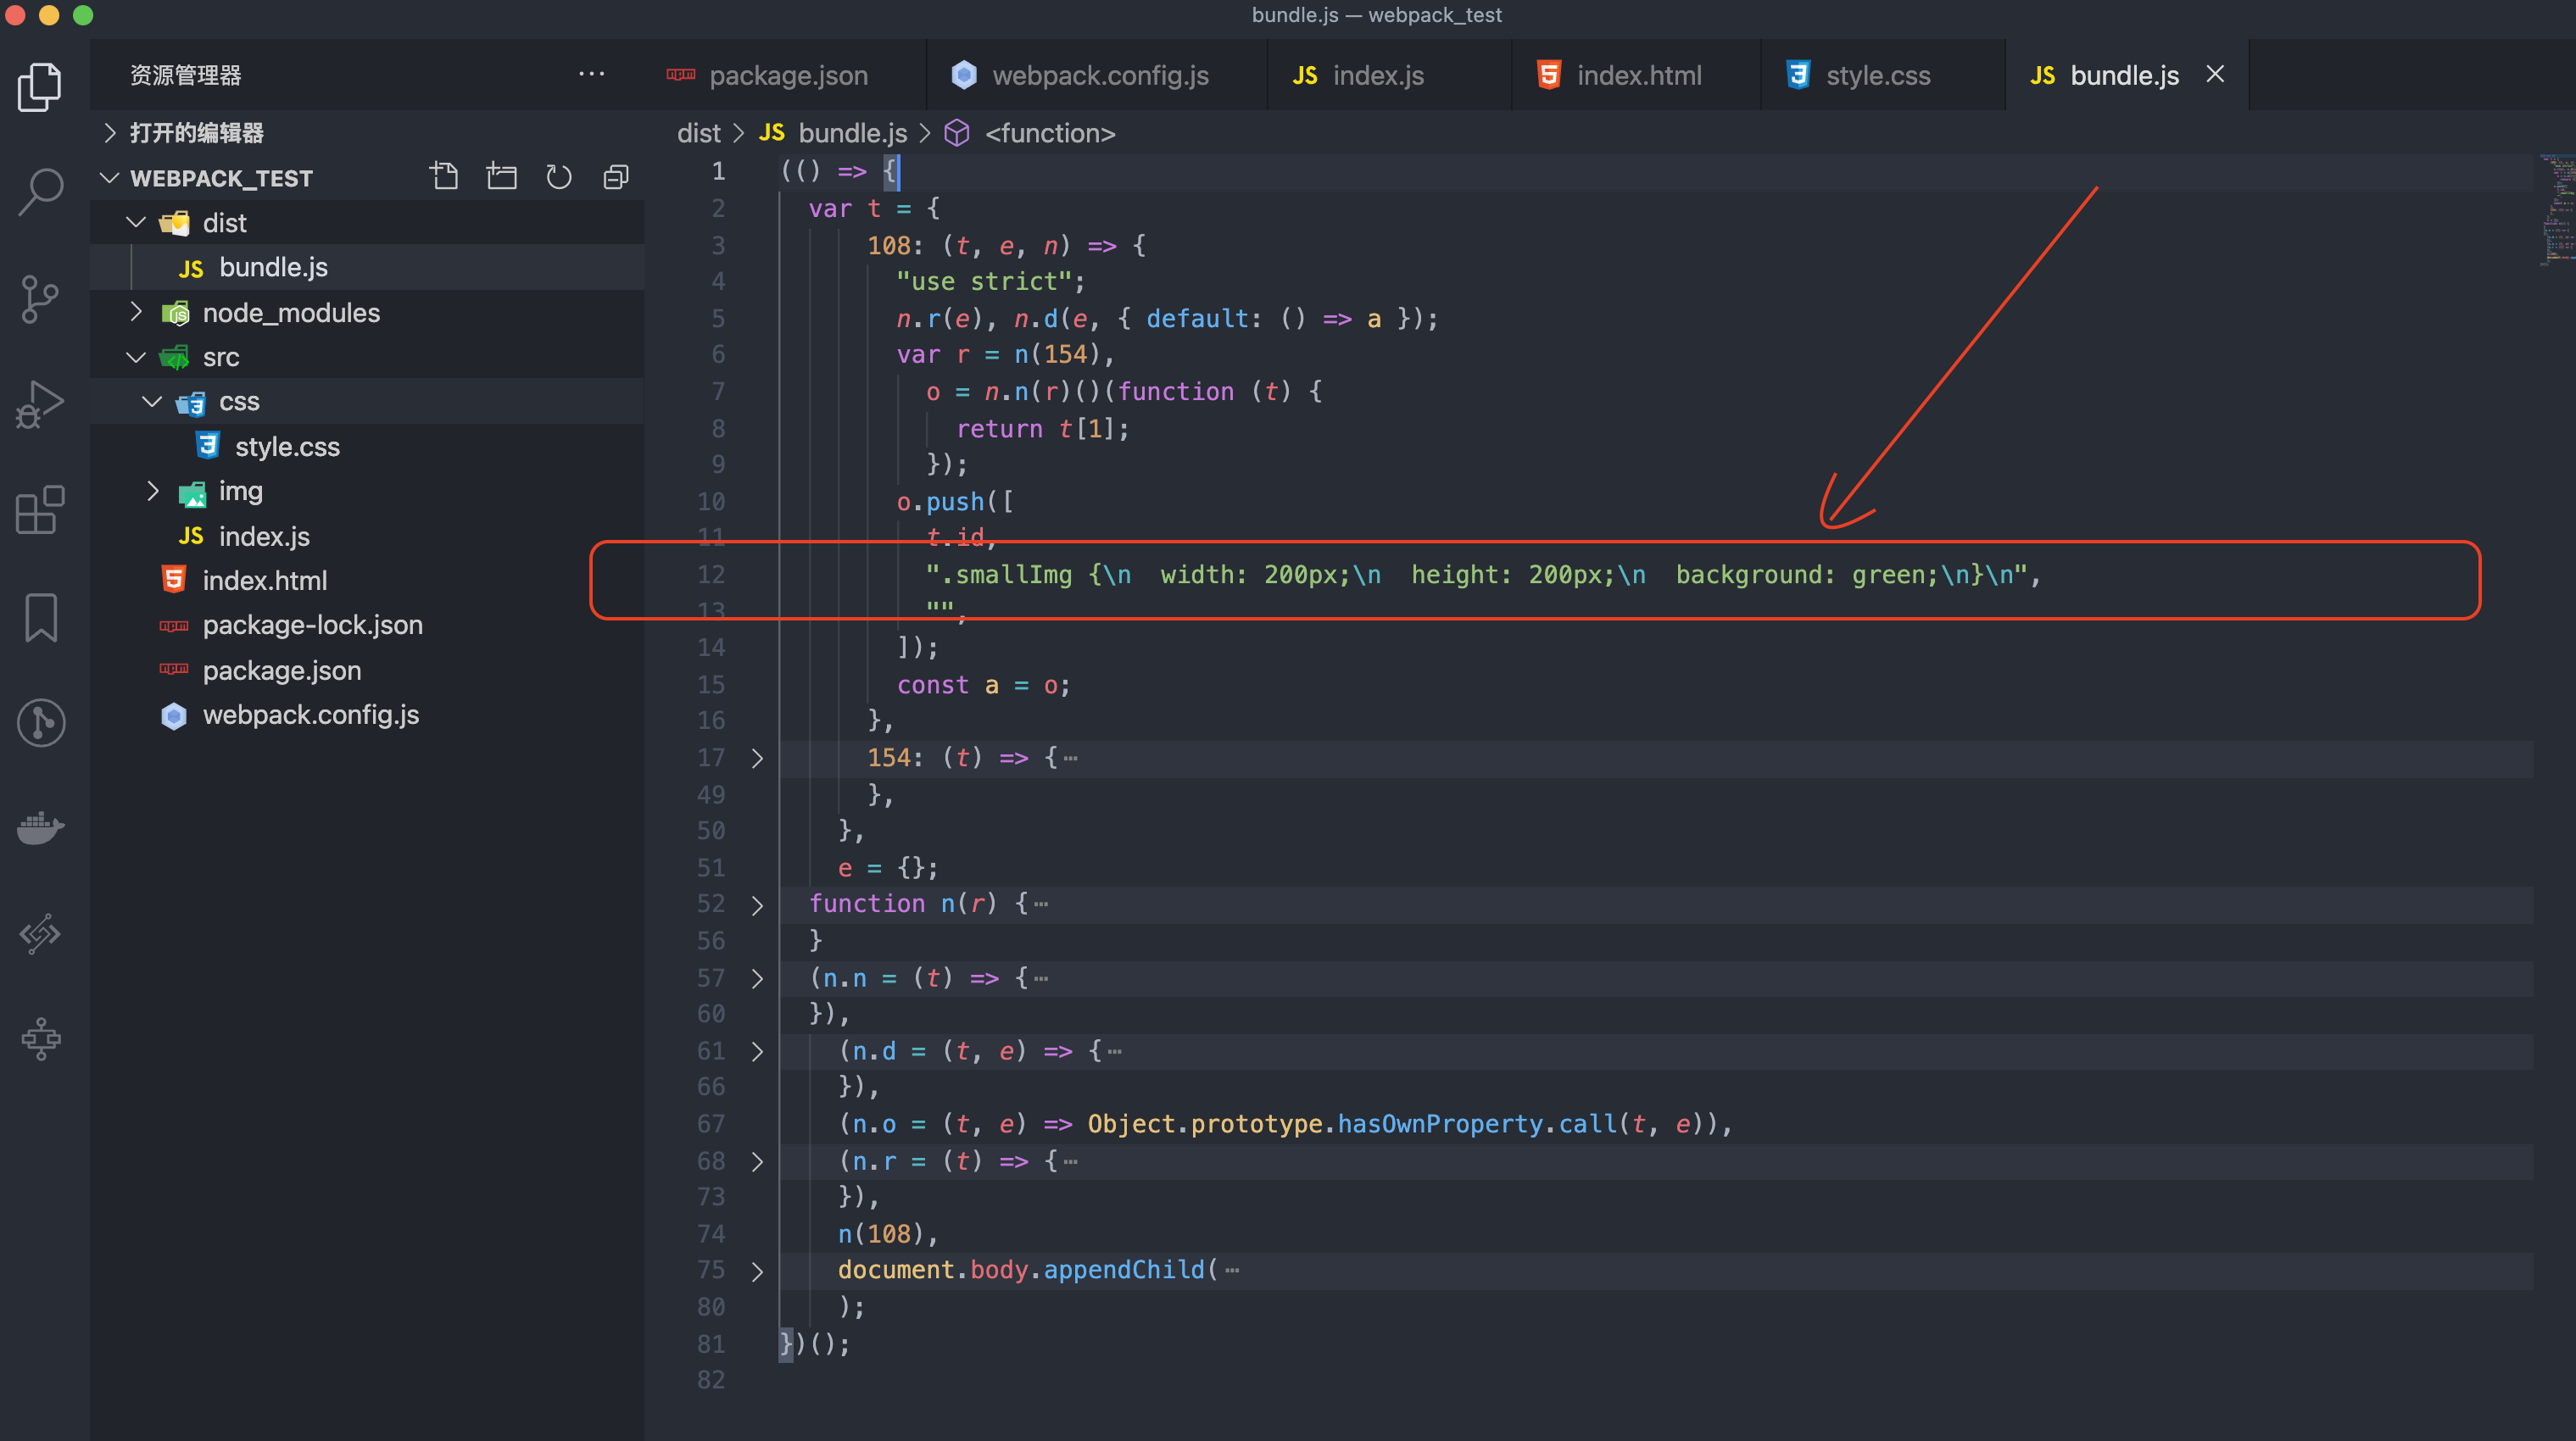 bundle.js — webpack_test
资源管理器
package.json
webpack.config.js
JS index.js
index.html
style.css
JS bundle.js
打开的编辑器
WEBPACK_TEST
dist
JS bundle.js
node_modules
src
css
style.css
img
JS index.js
index.html
package-lock.json
package.json
webpack.config.js
dist > JS bundle.js > <function>
1 (() => {
2 var t = {
3 108: (t, e, n) => {
4 "use strict";
5 n.r(e), n.d(e, { default: () => a });
6 var r = n(154),
7 o = n.n(r)()(function (t) {
8 return t[1];
9 });
10 o.push([
11 t.id,
12 ".smallImg {\n  width: 200px;\n  height: 200px;\n  background: green;\n}\n",
13 "",
14 ]);
15 const a = o;
16 },
17 154: (t) => {⋯
49 },
50 },
51 e = {};
52 function n(r) {⋯
56 }
57 (n.n = (t) => {⋯
60 }),
61 (n.d = (t, e) => {⋯
66 }),
67 (n.o = (t, e) => Object.prototype.hasOwnProperty.call(t, e)),
68 (n.r = (t) => {⋯
73 }),
74 n(108),
75 document.body.appendChild(⋯
80 );
81 })();
82